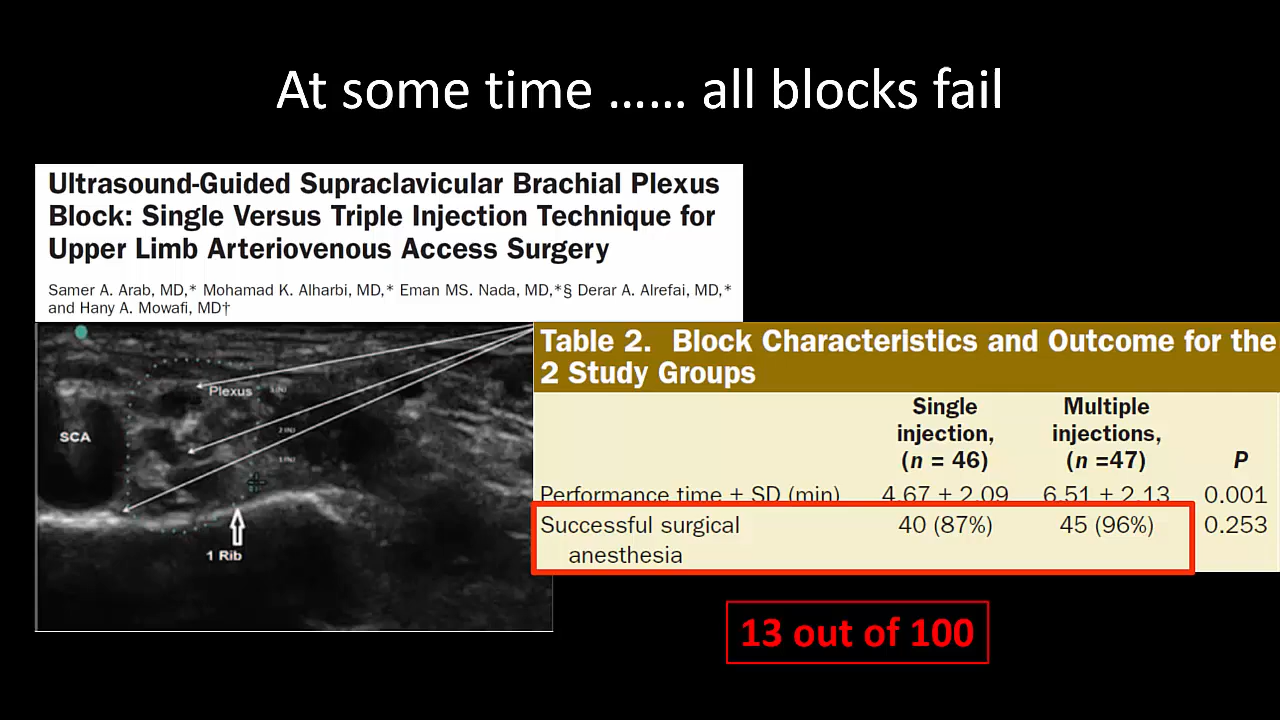 At some time …… all blocks fail
Ultrasound-Guided Supraclavicular Brachial Plexus
Block: Single Versus Triple Injection Technique for
Upper Limb Arteriovenous Access Surgery
Samer A. Arab, MD,* Mohamad K. Alharbi, MD,* Eman MS. Nada, MD,*§ Derar A. Alrefai, MD,*
and Hany A. Mowafi, MD†
Plexus
SCA
1 Rib
Table 2. Block Characteristics and Outcome for the
2 Study Groups
Single injection, (n = 46)
Multiple injections, (n =47)
P
Performance time ± SD (min) 4.67 ± 2.09 6.51 ± 2.13 0.001
Successful surgical anesthesia 40 (87%) 45 (96%) 0.253
13 out of 100